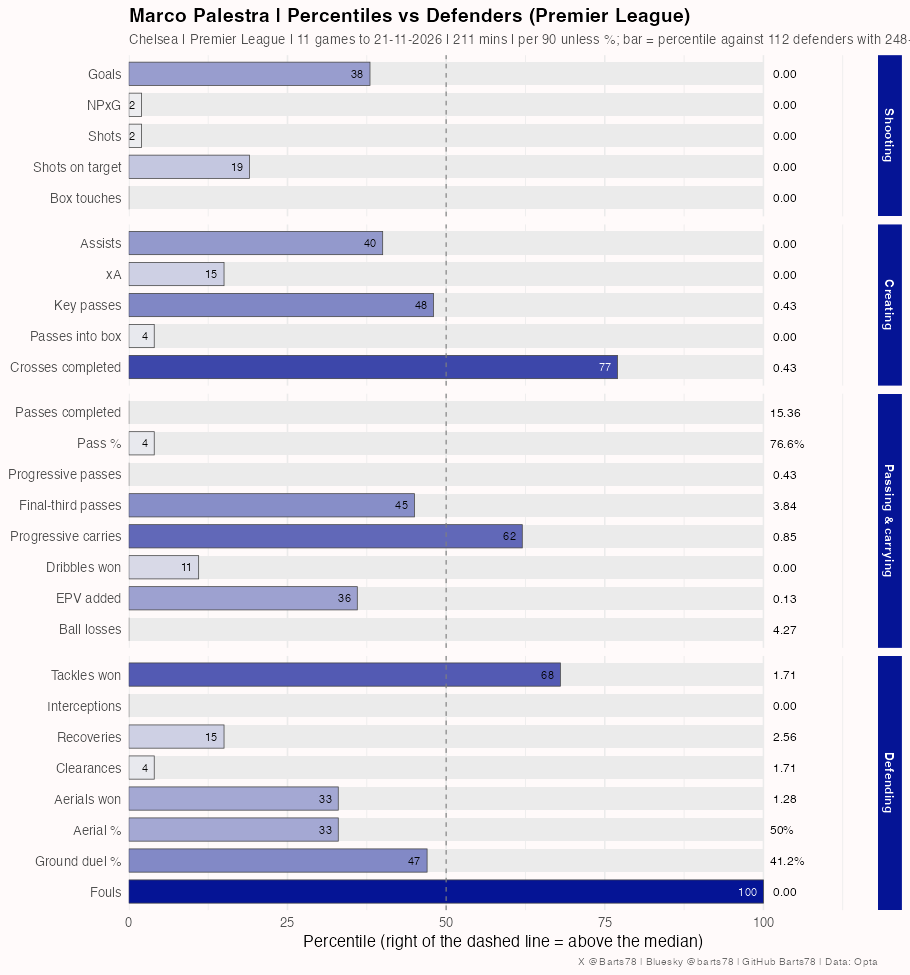 Marco Palestra | Percentiles vs Defenders (Premier League)
Chelsea | Premier League | 11 games to 21-11-2026 | 211 mins | per 90 unless %; bar = percentile against 112 defenders with 248-
Goals 38 0.00
NPxG 2 0.00
Shots 2 0.00
Shots on target 19 0.00
Box touches 0.00
Shooting
Assists 40 0.00
xA 15 0.00
Key passes 48 0.43
Passes into box 4 0.00
Crosses completed 77 0.43
Creating
Passes completed 15.36
Pass % 4 76.6%
Progressive passes 0.43
Final-third passes 45 3.84
Progressive carries 62 0.85
Dribbles won 11 0.00
EPV added 36 0.13
Ball losses 4.27
Passing & carrying
Tackles won 68 1.71
Interceptions 0.00
Recoveries 15 2.56
Clearances 4 1.71
Aerials won 33 1.28
Aerial % 33 50%
Ground duel % 47 41.2%
Fouls 100 0.00
Defending
0 25 50 75 100
Percentile (right of the dashed line = above the median)
X @Barts78 | Bluesky @barts78 | GitHub Barts78 | Data: Opta